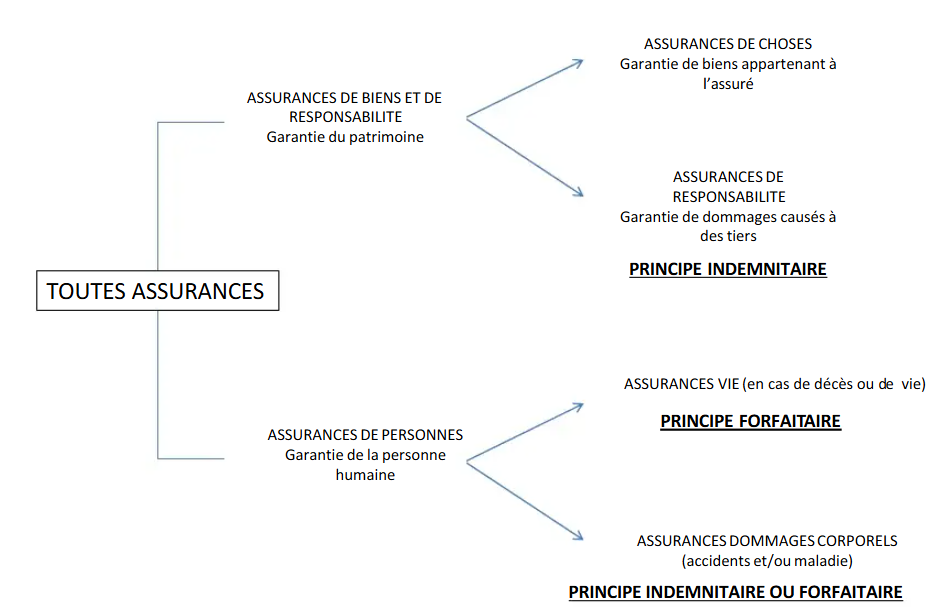 ASSURANCES DE CHOSES
Garantie de biens appartenant à
l’assuré
ASSURANCES DE BIENS ET DE
RESPONSABILITE
Garantie du patrimoine
ASSURANCES DE
RESPONSABILITE
Garantie de dommages causés à
des tiers
PRINCIPE INDEMNITAIRE
TOUTES ASSURANCES
ASSURANCES VIE (en cas de décès ou de vie)
PRINCIPE FORFAITAIRE
ASSURANCES DE PERSONNES
Garantie de la personne
humaine
ASSURANCES DOMMAGES CORPORELS
(accidents et/ou maladie)
PRINCIPE INDEMNITAIRE OU FORFAITAIRE